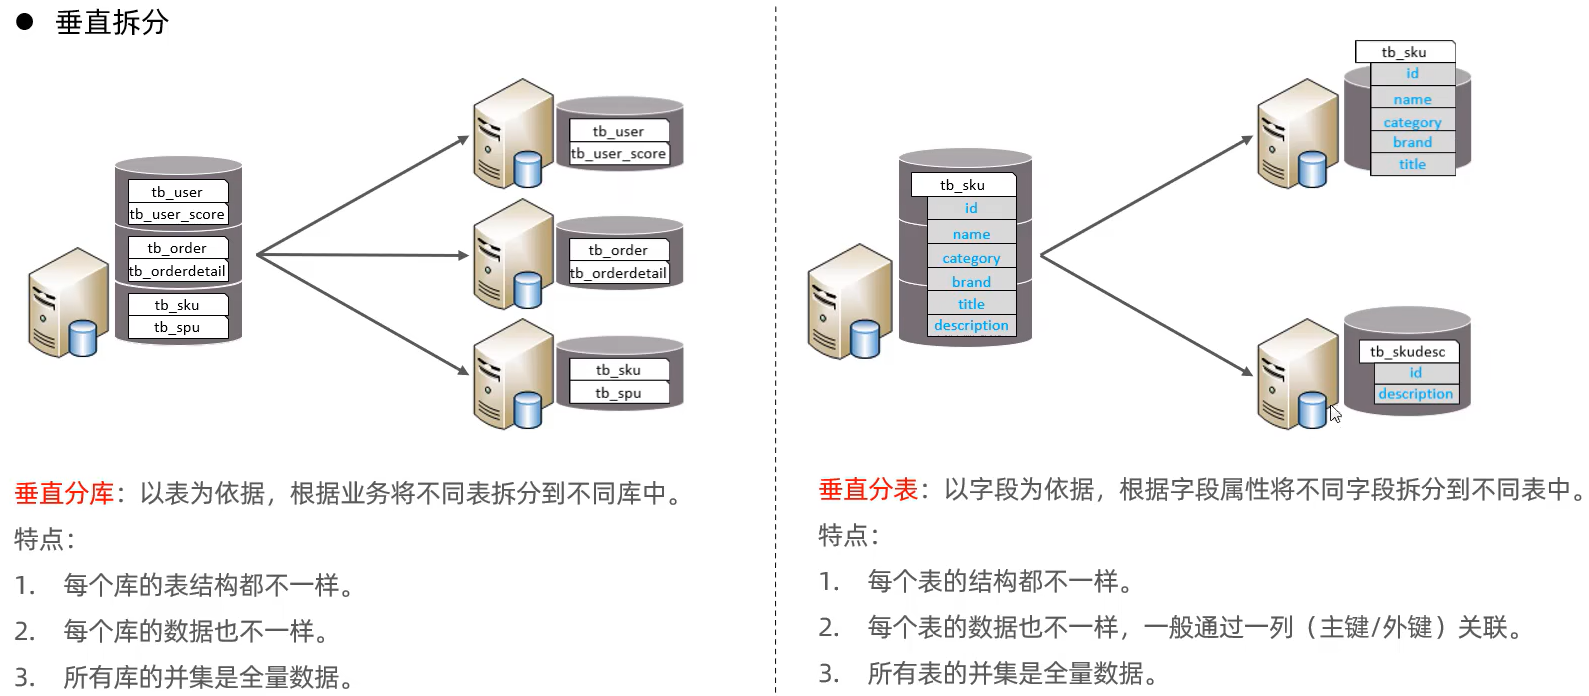 ● 垂直拆分
tb_user
tb_user_score
tb_order
tb_orderdetail
tb_sku
tb_spu
tb_user
tb_user_score
tb_order
tb_orderdetail
tb_sku
tb_spu
垂直分库：以表为依据，根据业务将不同表拆分到不同库中。
特点：
1. 每个库的表结构都不一样。
2. 每个库的数据也不一样。
3. 所有库的并集是全量数据。
tb_sku
id
name
category
brand
title
description
tb_sku
id
name
category
brand
title
tb_skudesc
id
description
垂直分表：以字段为依据，根据字段属性将不同字段拆分到不同表中。
特点：
1. 每个表的结构都不一样。
2. 每个表的数据也不一样，一般通过一列（主键/外键）关联。
3. 所有表的并集是全量数据。